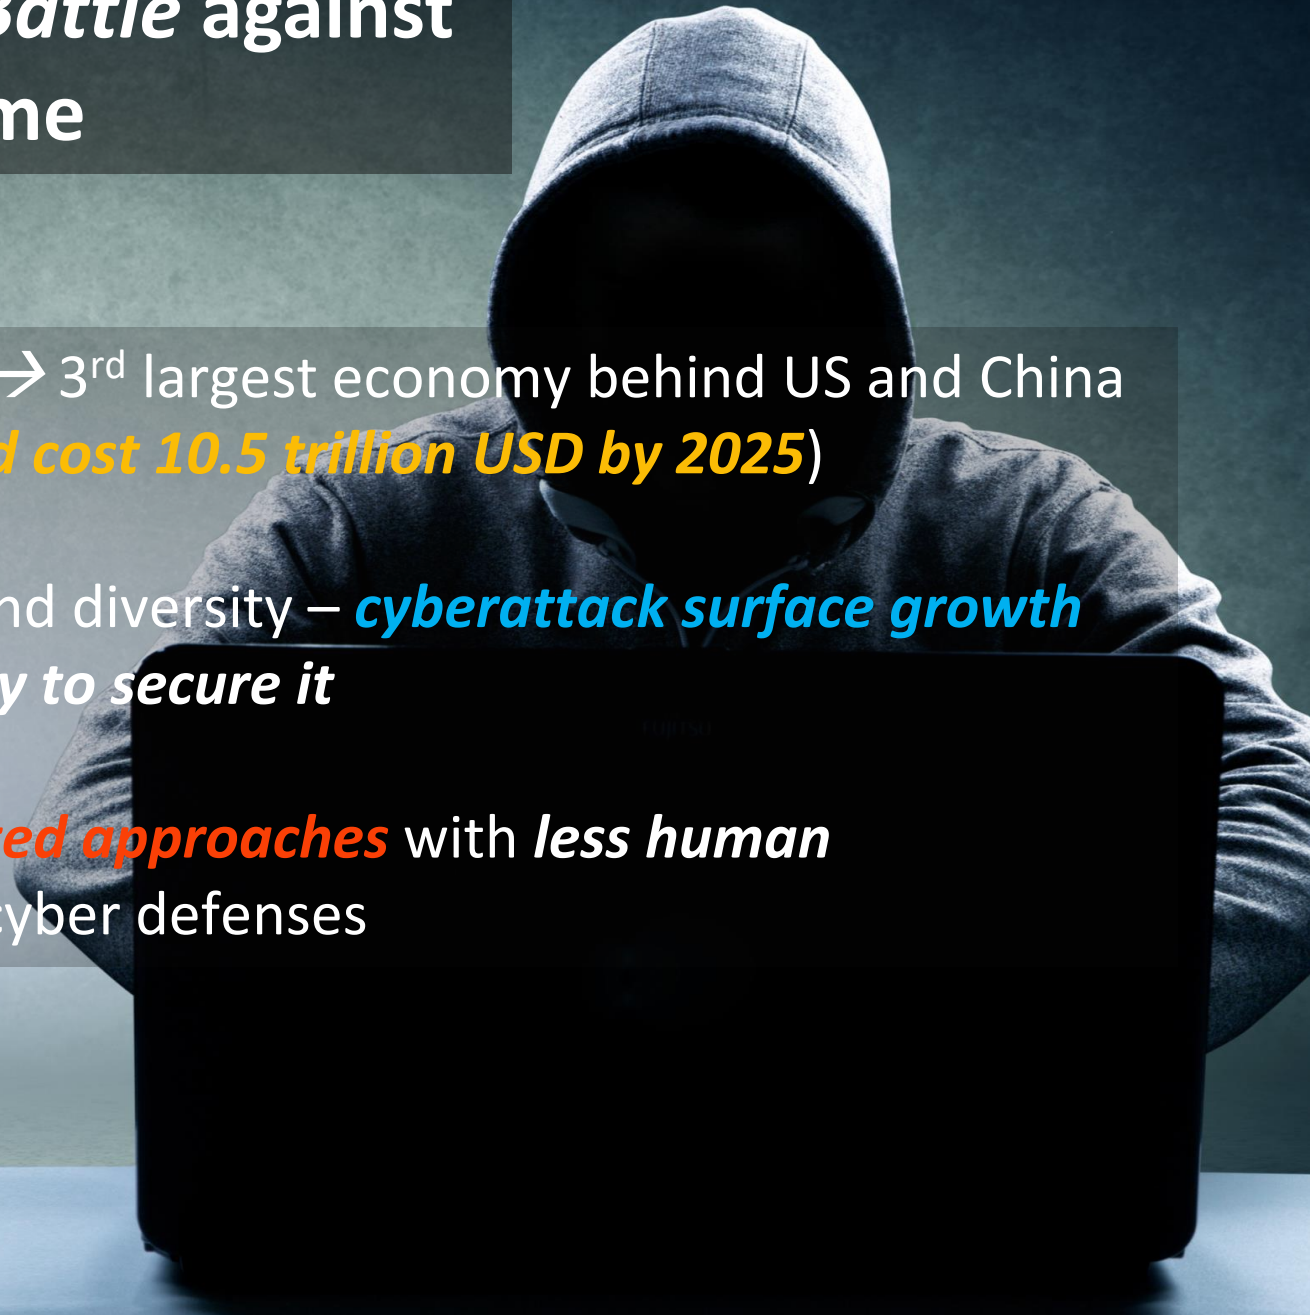 Battle against
me
→ 3rd largest economy behind US and China
d cost 10.5 trillion USD by 2025)
nd diversity – cyberattack surface growth
y to secure it
ted approaches with less human
cyber defenses